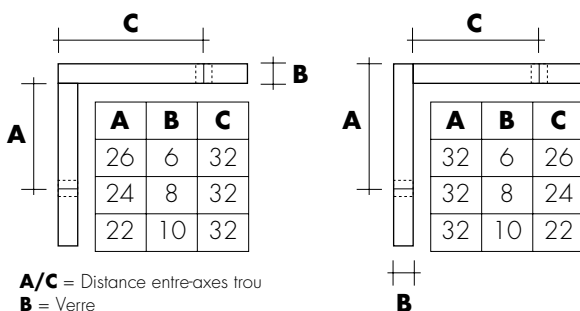 C
C
B
A
A
A B C
26 6 32
24 8 32
22 10 32
A B C
32 6 26
32 8 24
32 10 22
A/C = Distance entre-axes trou
B = Verre
B